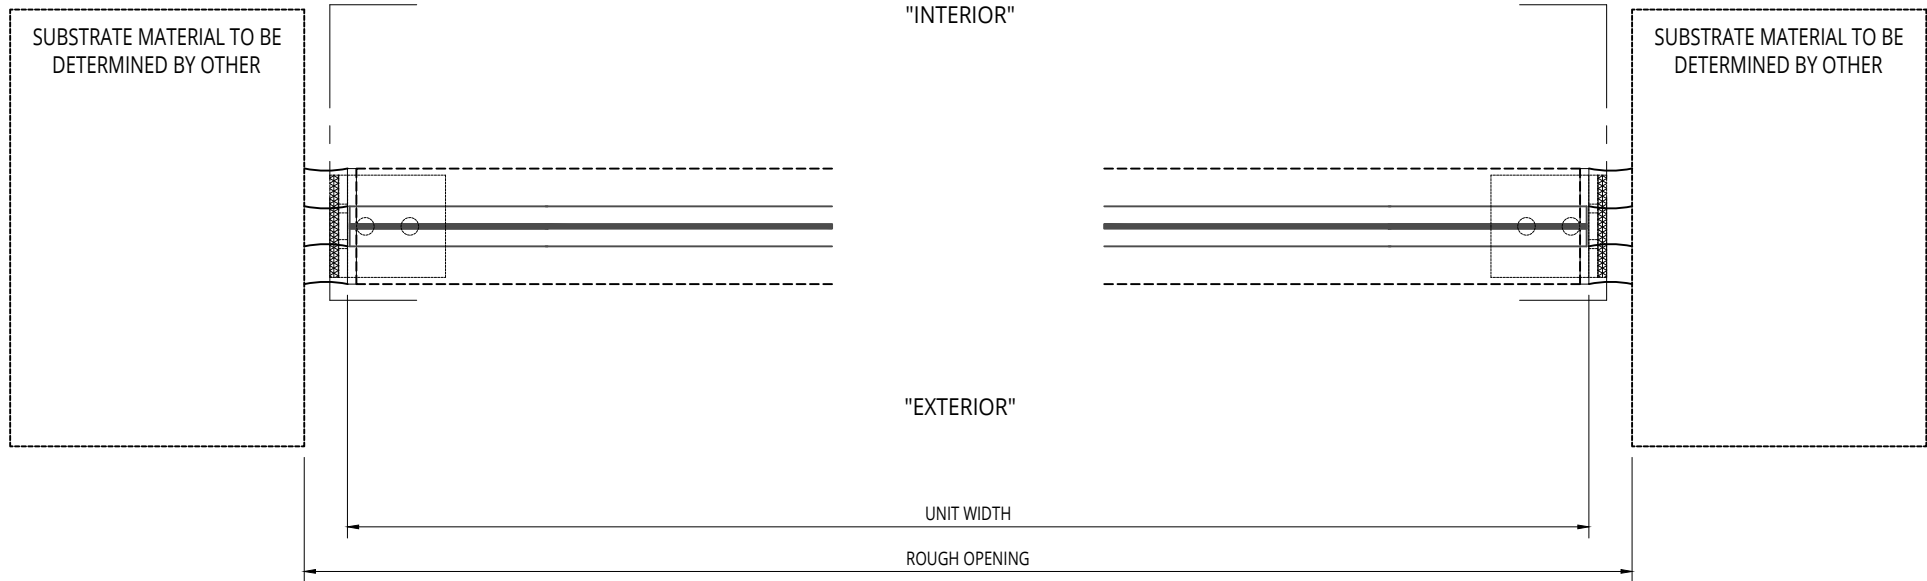 "INTERIOR"
SUBSTRATE MATERIAL TO BE
DETERMINED BY OTHER
SUBSTRATE MATERIAL TO BE
DETERMINED BY OTHER
"EXTERIOR"
UNIT WIDTH
ROUGH OPENING